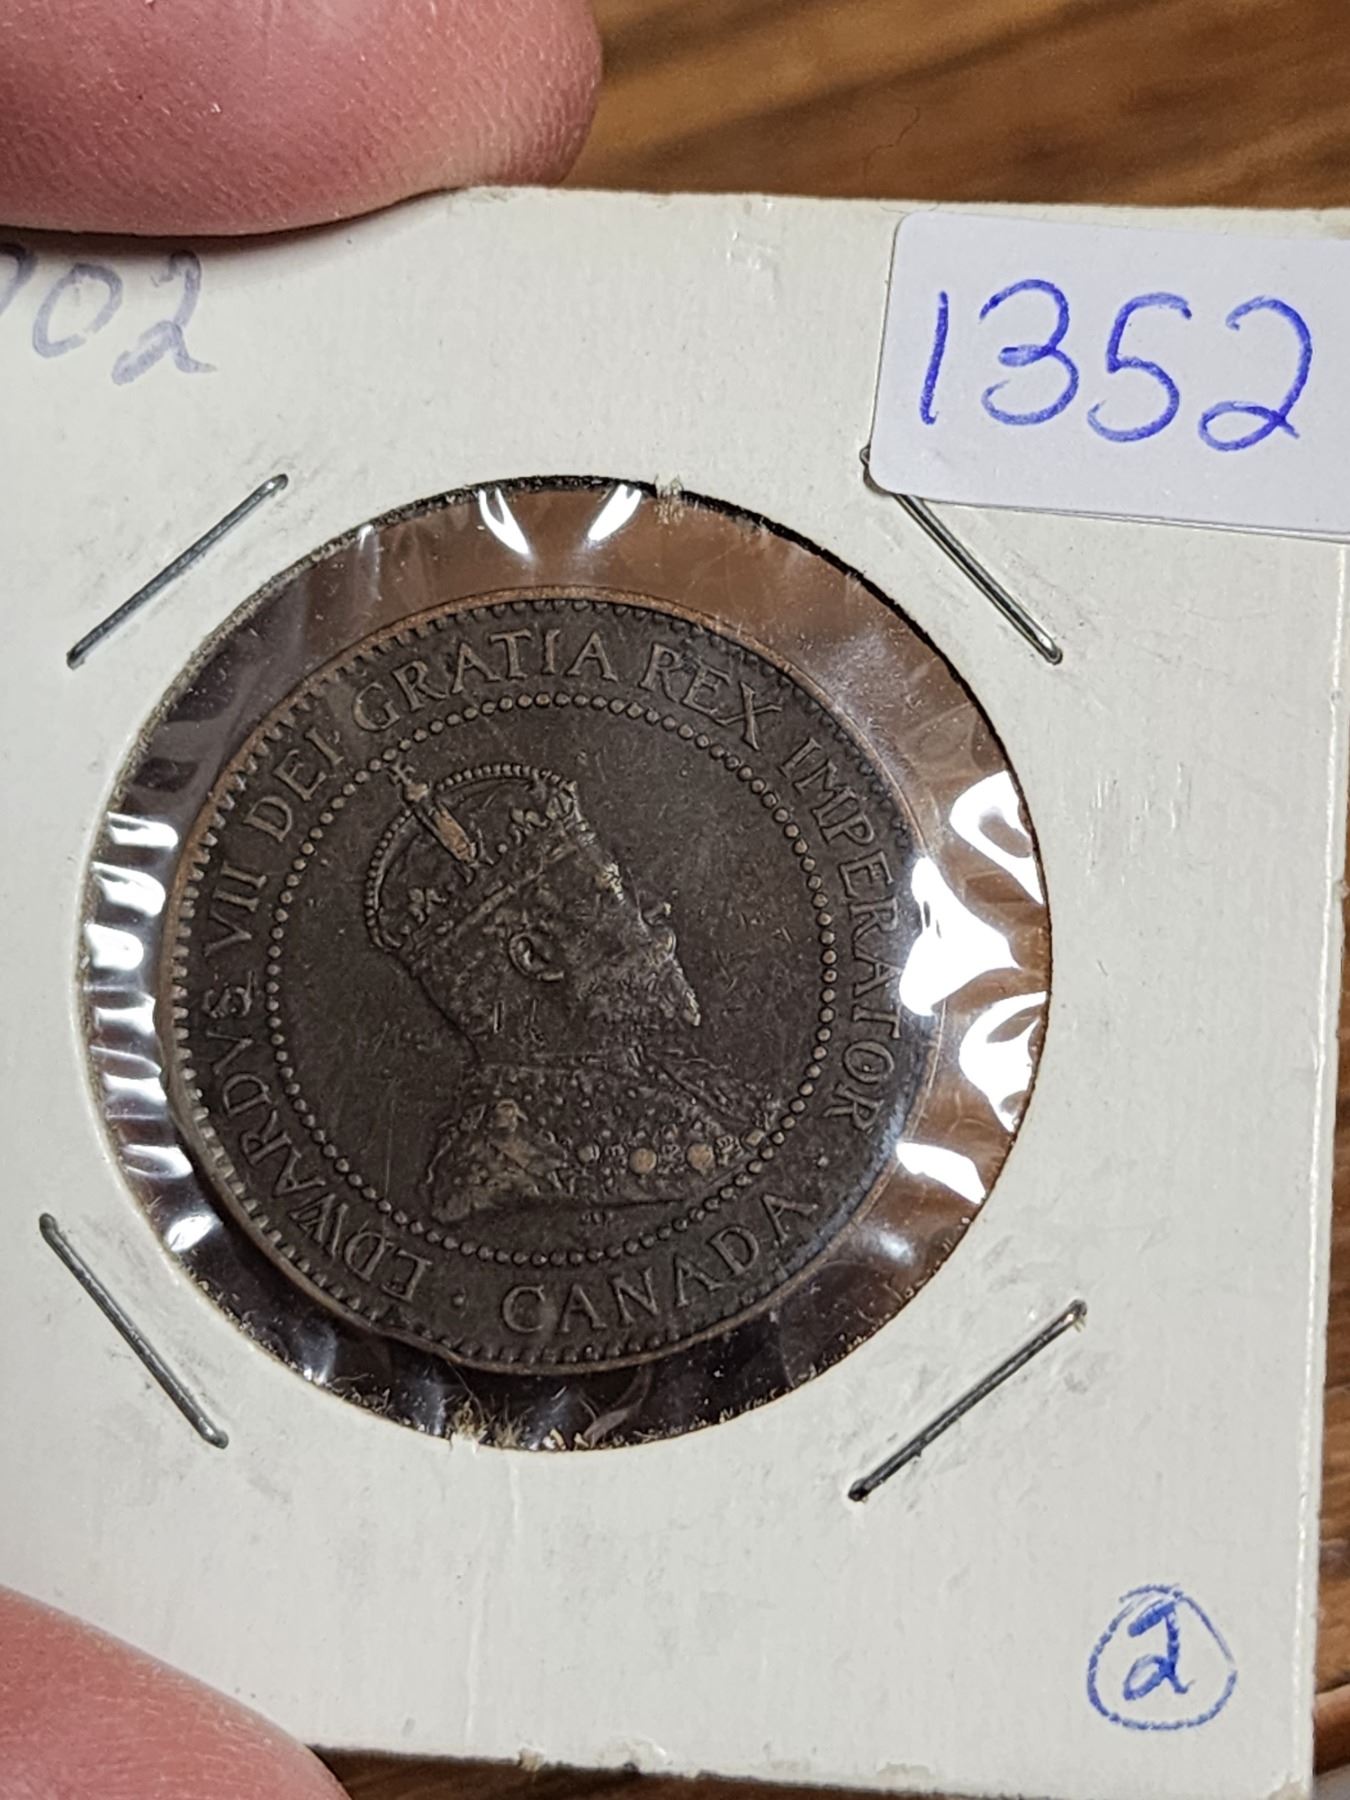 902
1352
EDWARDVS VII DEI·GRATIA REX IMPERATOR
· CANADA
2